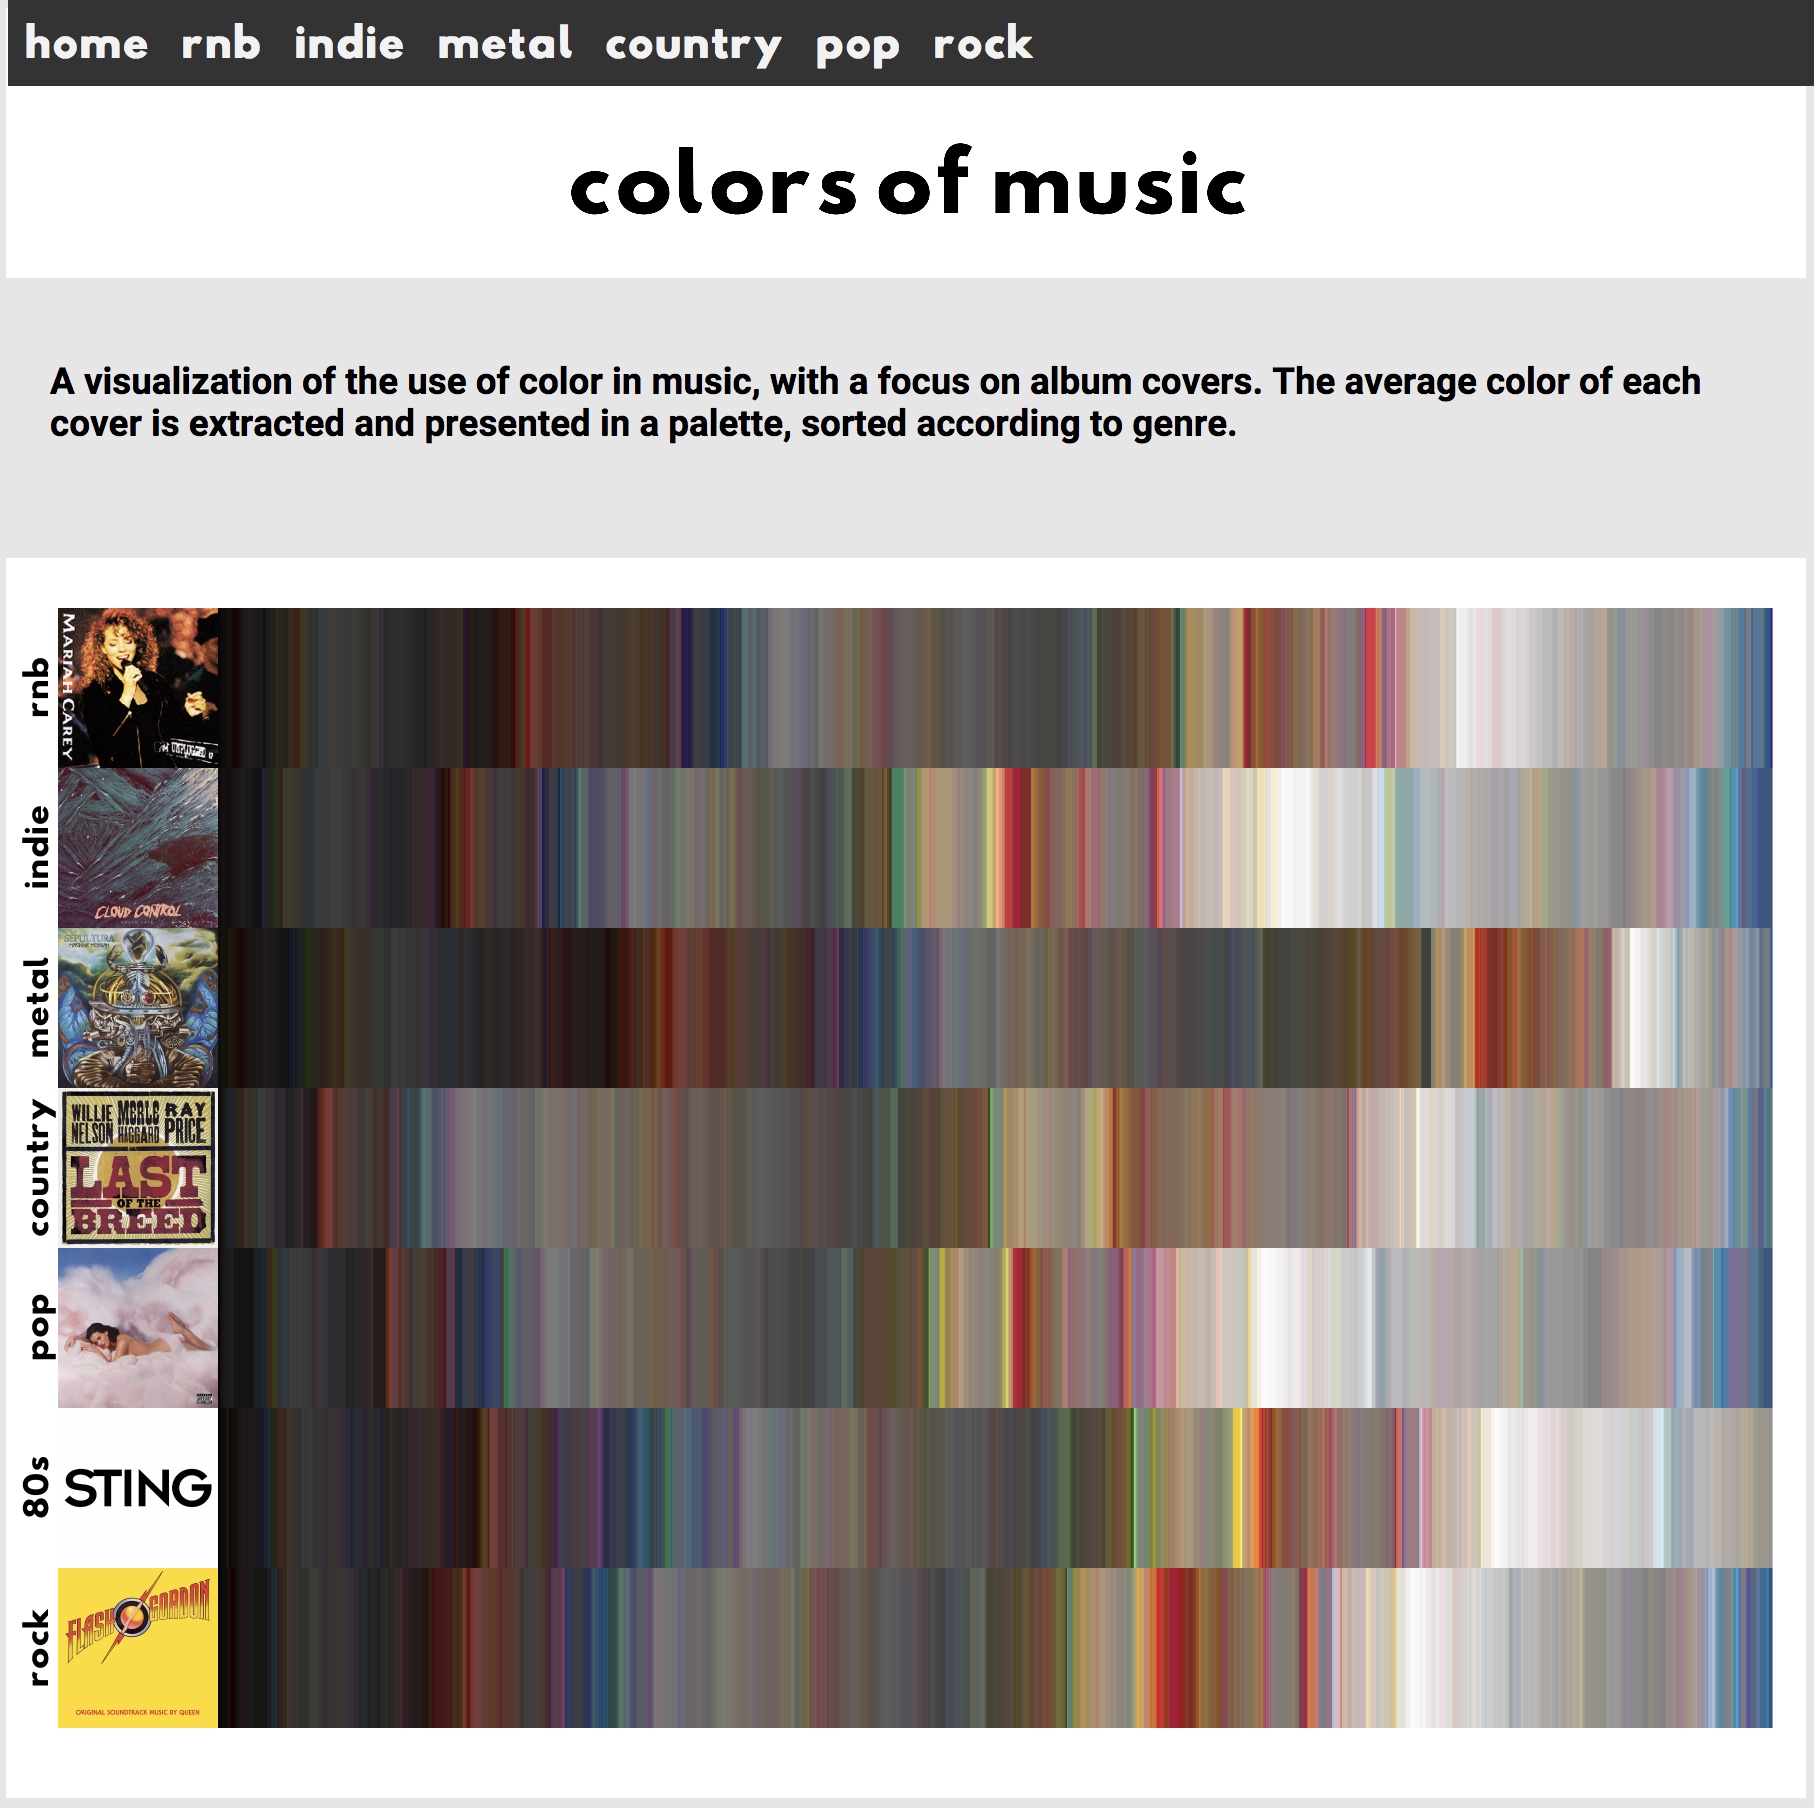 home rnb indie metal country pop rock
colors of music
A visualization of the use of color in music, with a focus on album covers. The average color of each
cover is extracted and presented in a palette, sorted according to genre.
rnb
MARIAH CAREY
UNPLUGGED
indie
CLOUD CONTROL
metal
SEPULTURA
MACHINE MESSIAH
country
WILLIE NELSON
MERLE HAGGARD
RAY PRICE
LAST
OF THE
BREED
pop
80s
STING
rock
FLASH GORDON
ORIGINAL SOUNDTRACK MUSIC BY QUEEN